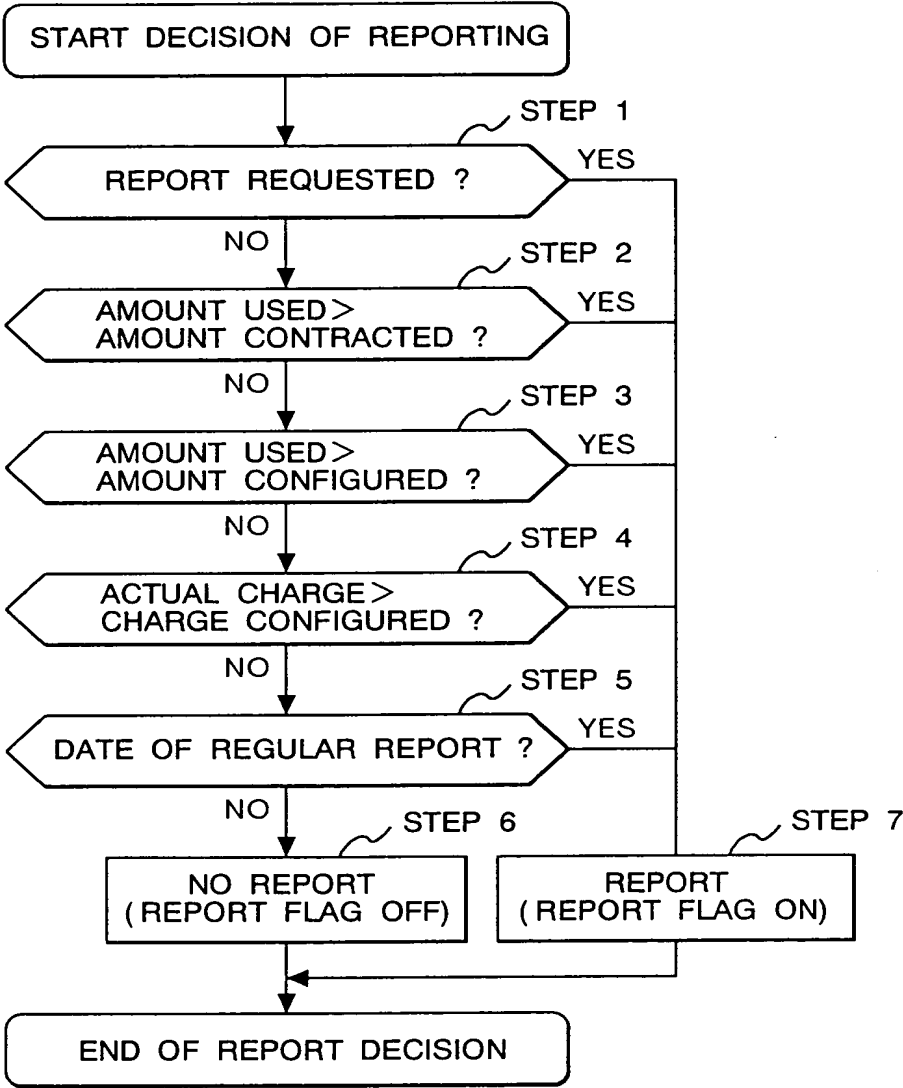 START DECISION OF REPORTING
STEP 1
REPORT REQUESTED ?
YES
NO
STEP 2
AMOUNT USED>
AMOUNT CONTRACTED ?
YES
NO
STEP 3
AMOUNT USED>
AMOUNT CONFIGURED ?
YES
NO
STEP 4
ACTUAL CHARGE>
CHARGE CONFIGURED ?
YES
NO
STEP 5
DATE OF REGULAR REPORT ?
YES
NO
STEP 6
NO REPORT
(REPORT FLAG OFF)
STEP 7
REPORT
(REPORT FLAG ON)
END OF REPORT DECISION